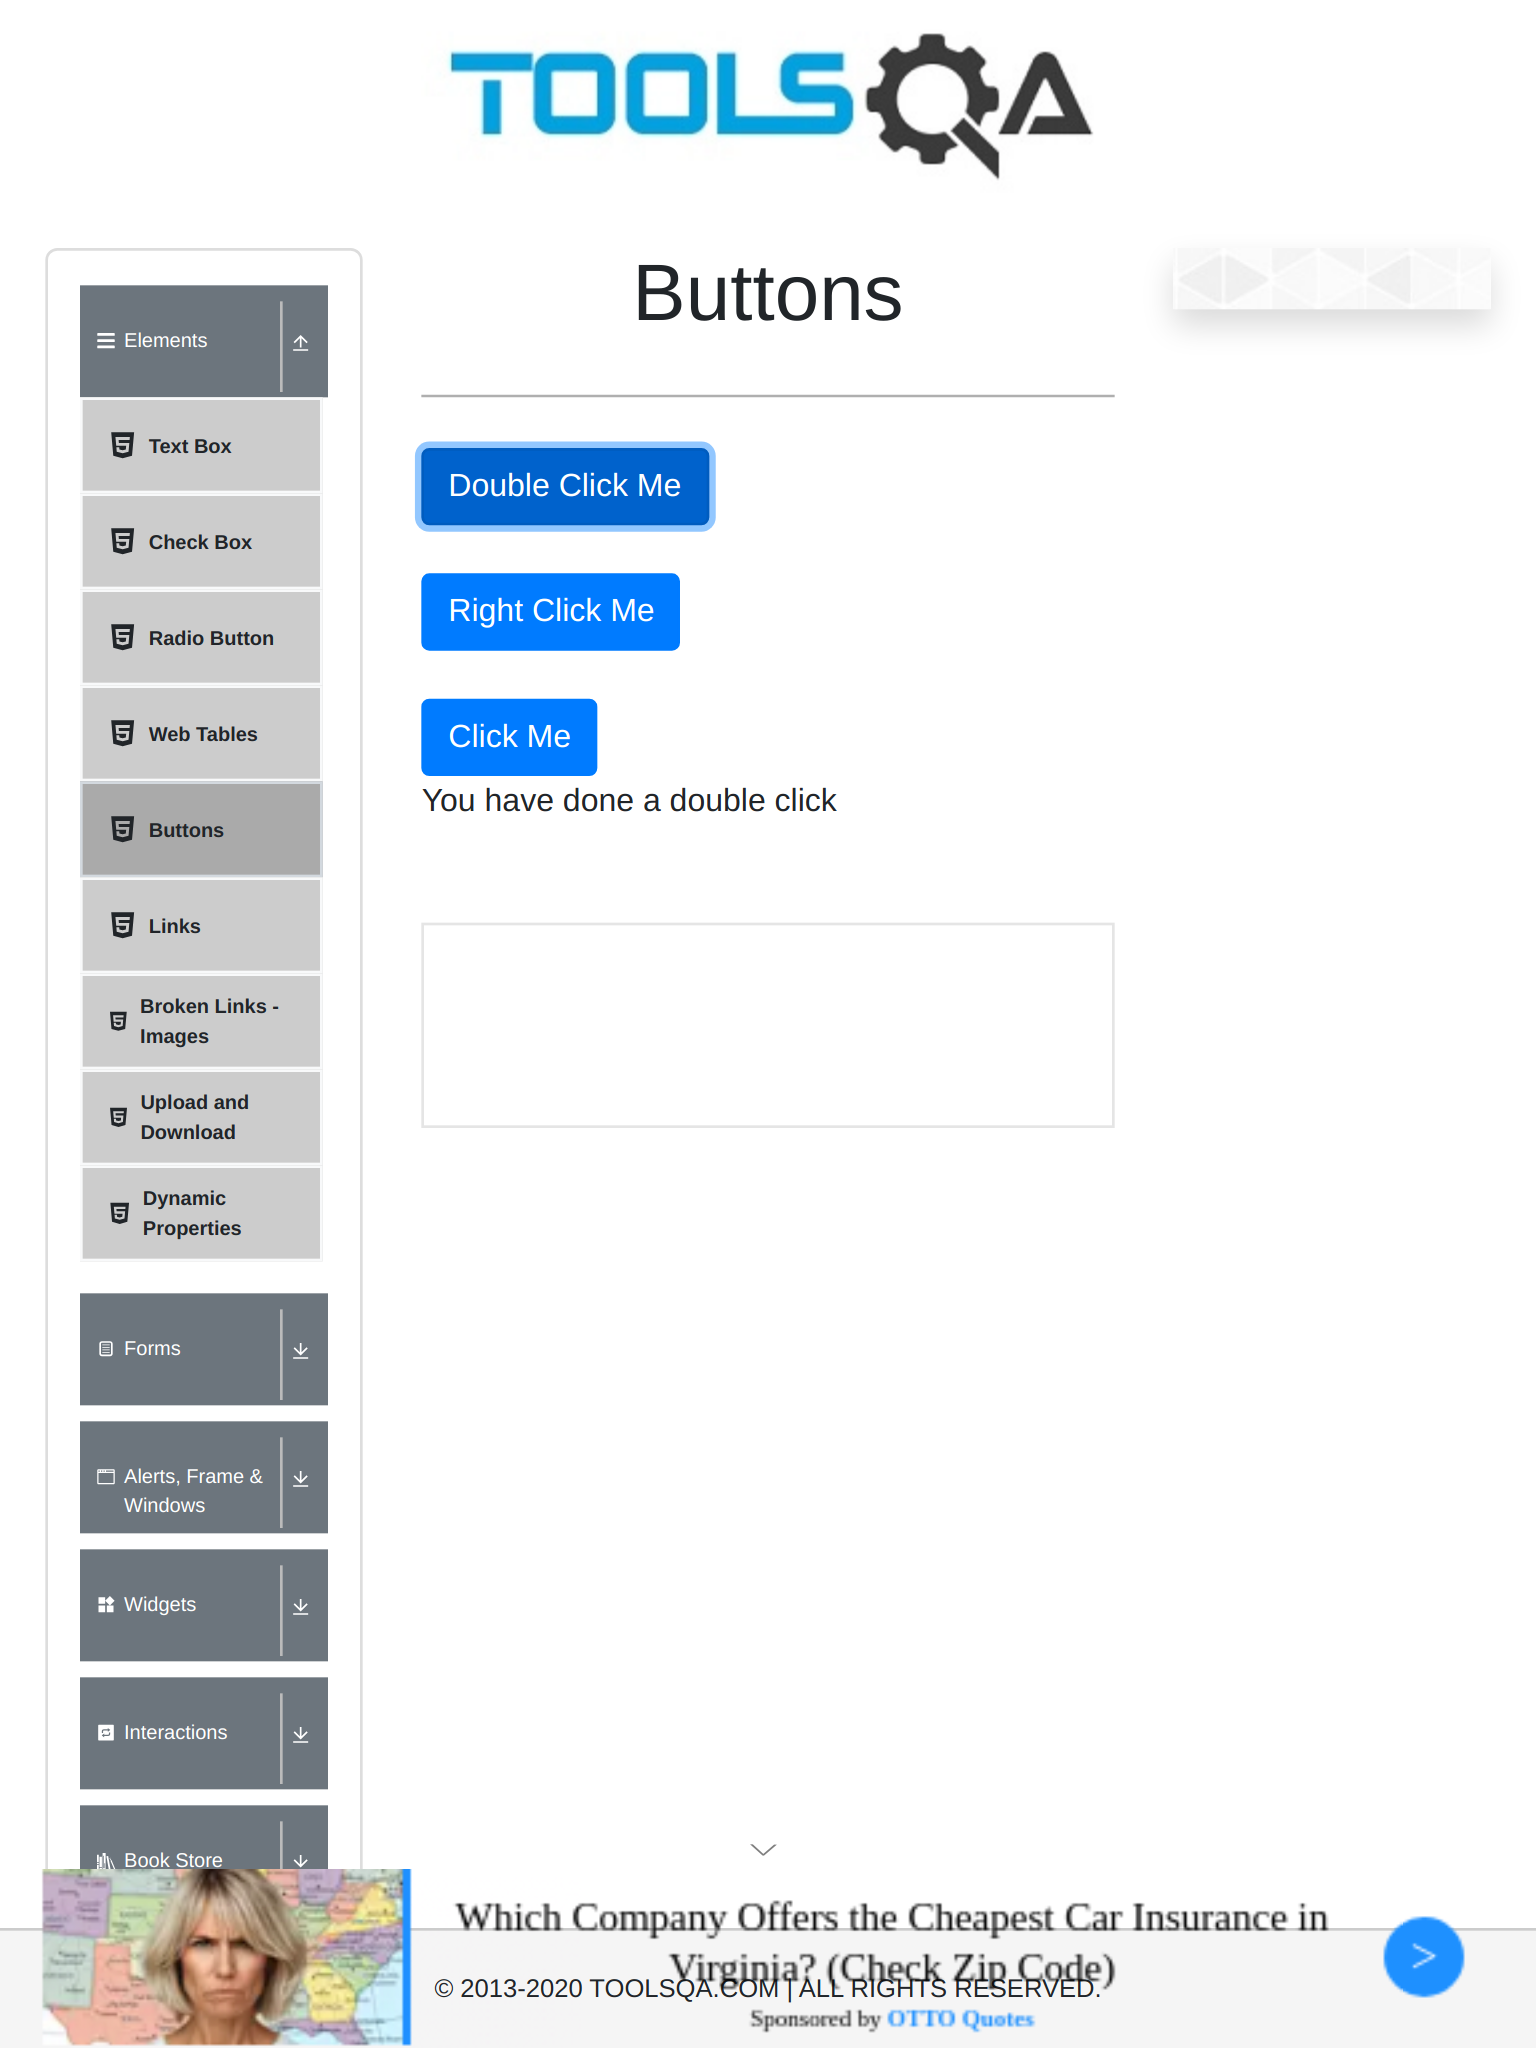 TOOLSQA
Buttons
Elements
Text Box
Check Box
Radio Button
Web Tables
Buttons
Links
Broken Links -
Images
Upload and
Download
Dynamic
Properties
Forms
Alerts, Frame &
Windows
Widgets
Interactions
Book Store
Double Click Me
Right Click Me
Click Me
You have done a double click
Which Company Offers the Cheapest Car Insurance in
Virginia? (Check Zip Code)
© 2013-2020 TOOLSQA.COM | ALL RIGHTS RESERVED.
Sponsored by OTTO Quotes